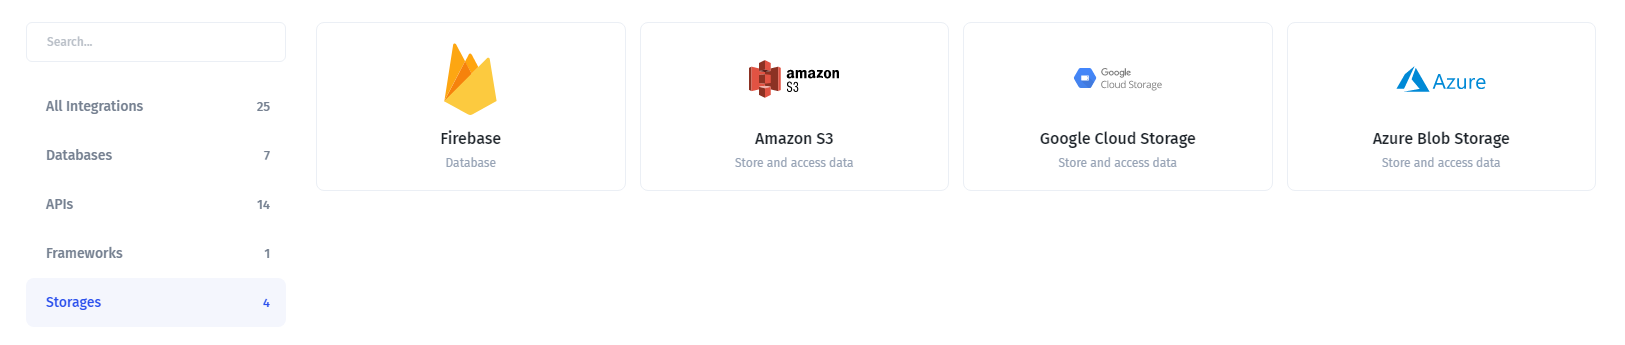 Search...
All Integrations 25
Databases 7
APIs 14
Frameworks 1
Storages 4
Firebase
Database
amazon
S3
Amazon S3
Store and access data
Google
Cloud Storage
Google Cloud Storage
Store and access data
Azure
Azure Blob Storage
Store and access data